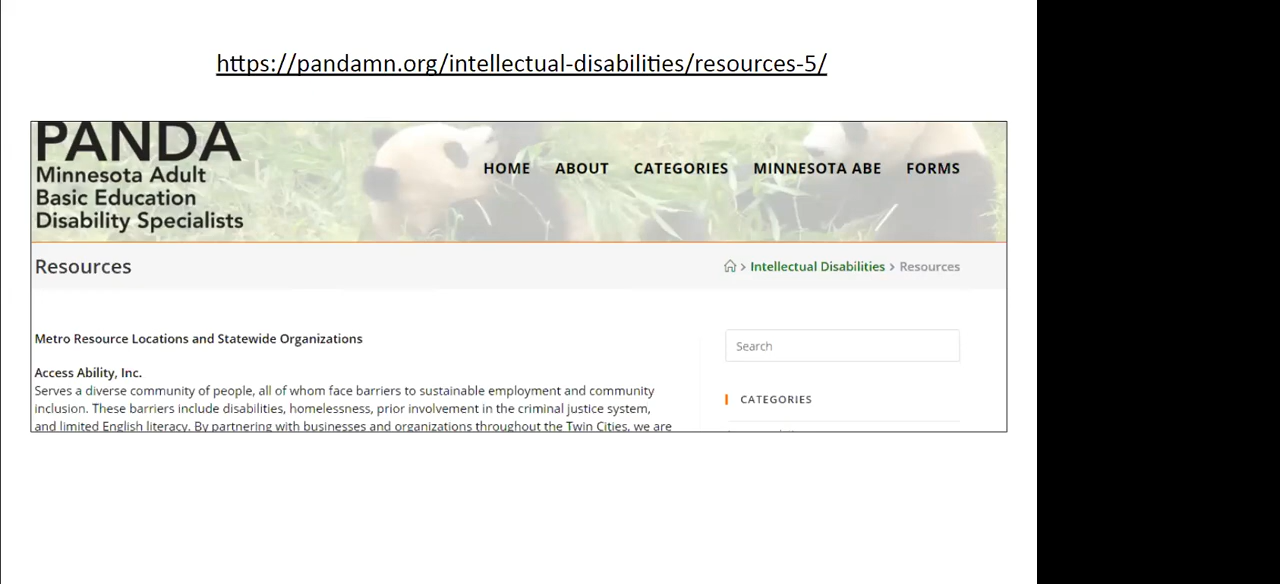 https://pandamn.org/intellectual-disabilities/resources-5/
PANDA
Minnesota Adult
Basic Education
Disability Specialists
HOME ABOUT CATEGORIES MINNESOTA ABE FORMS
Resources
> Intellectual Disabilities > Resources
Metro Resource Locations and Statewide Organizations
Search
Access Ability, Inc.
Serves a diverse community of people, all of whom face barriers to sustainable employment and community
inclusion. These barriers include disabilities, homelessness, prior involvement in the criminal justice system,
and limited English literacy. By partnering with businesses and organizations throughout the Twin Cities, we are
CATEGORIES